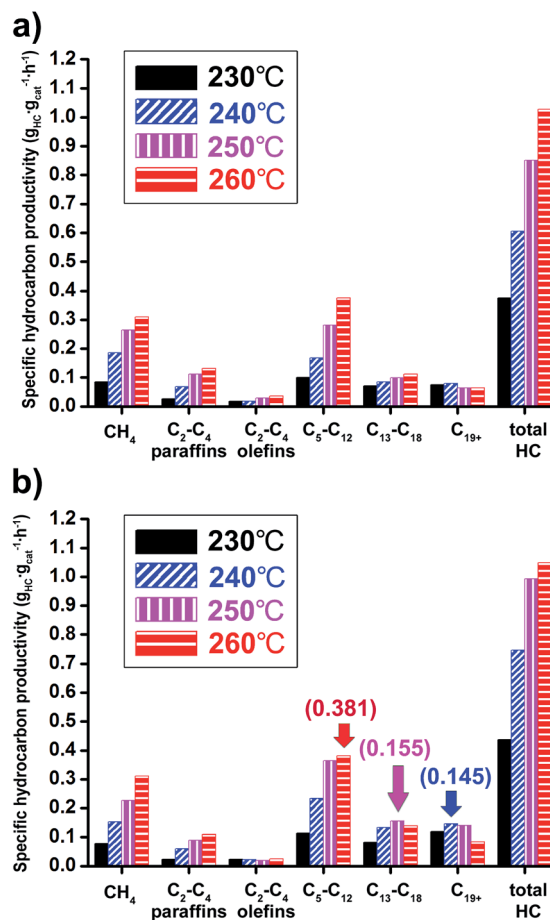 a)
Specific hydrocarbon productivity (g_HC·g_cat⁻¹·h⁻¹)
1.2
1.1
1.0
0.9
0.8
0.7
0.6
0.5
0.4
0.3
0.2
0.1
0.0
230℃
240℃
250℃
260℃
CH₄
C₂-C₄ paraffins
C₂-C₄ olefins
C₅-C₁₂
C₁₃-C₁₈
C₁₉₊
total HC
b)
Specific hydrocarbon productivity (g_HC·g_cat⁻¹·h⁻¹)
1.2
1.1
1.0
0.9
0.8
0.7
0.6
0.5
0.4
0.3
0.2
0.1
0.0
230℃
240℃
250℃
260℃
(0.381)
(0.155)
(0.145)
CH₄
C₂-C₄ paraffins
C₂-C₄ olefins
C₅-C₁₂
C₁₃-C₁₈
C₁₉₊
total HC